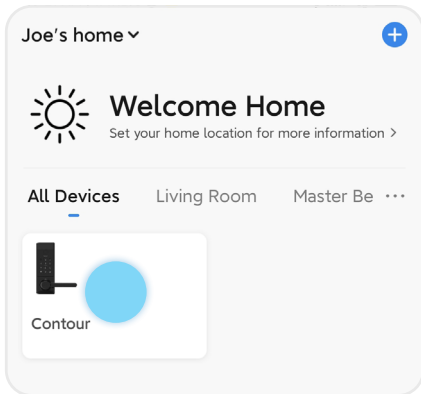 Joe's home
Welcome Home
Set your home location for more information
All Devices Living Room Master Be
Contour